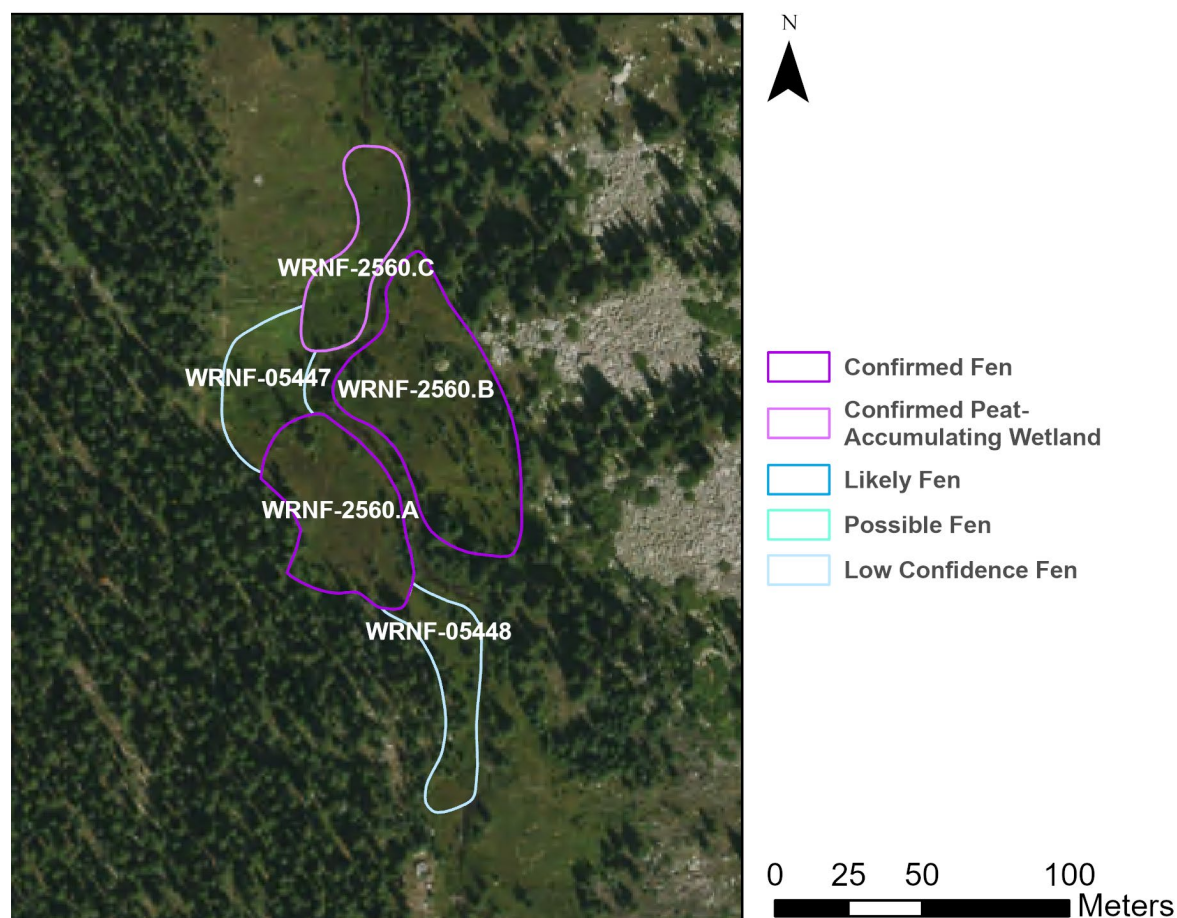 N
WRNF-2560.C
WRNF-05447
WRNF-2560.B
WRNF-2560.A
WRNF-05448
Confirmed Fen
Confirmed Peat-
Accumulating Wetland
Likely Fen
Possible Fen
Low Confidence Fen
0 25 50 100
Meters